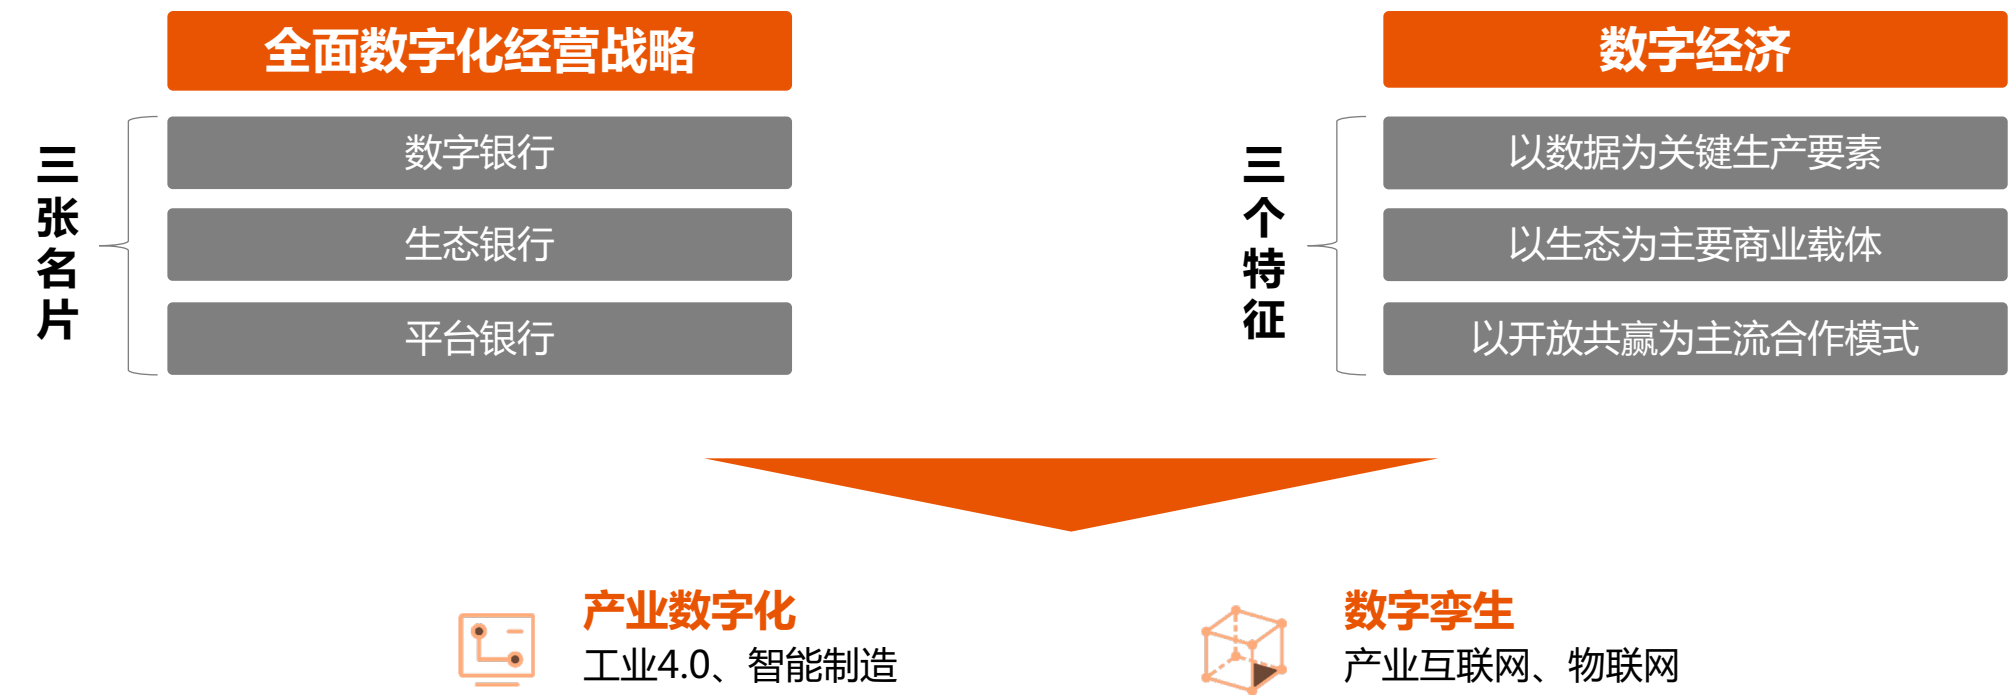 全面数字化经营战略
三张名片
数字银行
生态银行
平台银行
数字经济
三个特征
以数据为关键生产要素
以生态为主要商业载体
以开放共赢为主流合作模式
产业数字化
工业4.0、智能制造
数字孪生
产业互联网、物联网